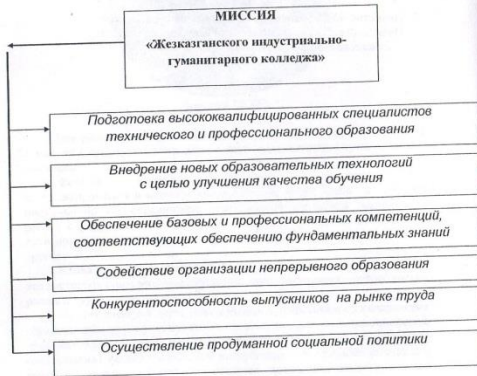 МИССИЯ
«Жезказганского индустриально-
гуманитарного колледжа»
Подготовка высококвалифицированных специалистов
технического и профессионального образования
Внедрение новых образовательных технологий
с целью улучшения качества обучения
Обеспечение базовых и профессиональных компетенций,
соответствующих обеспечению фундаментальных знаний
Содействие организации непрерывного образования
Конкурентоспособность выпускников на рынке труда
Осуществление продуманной социальной политики